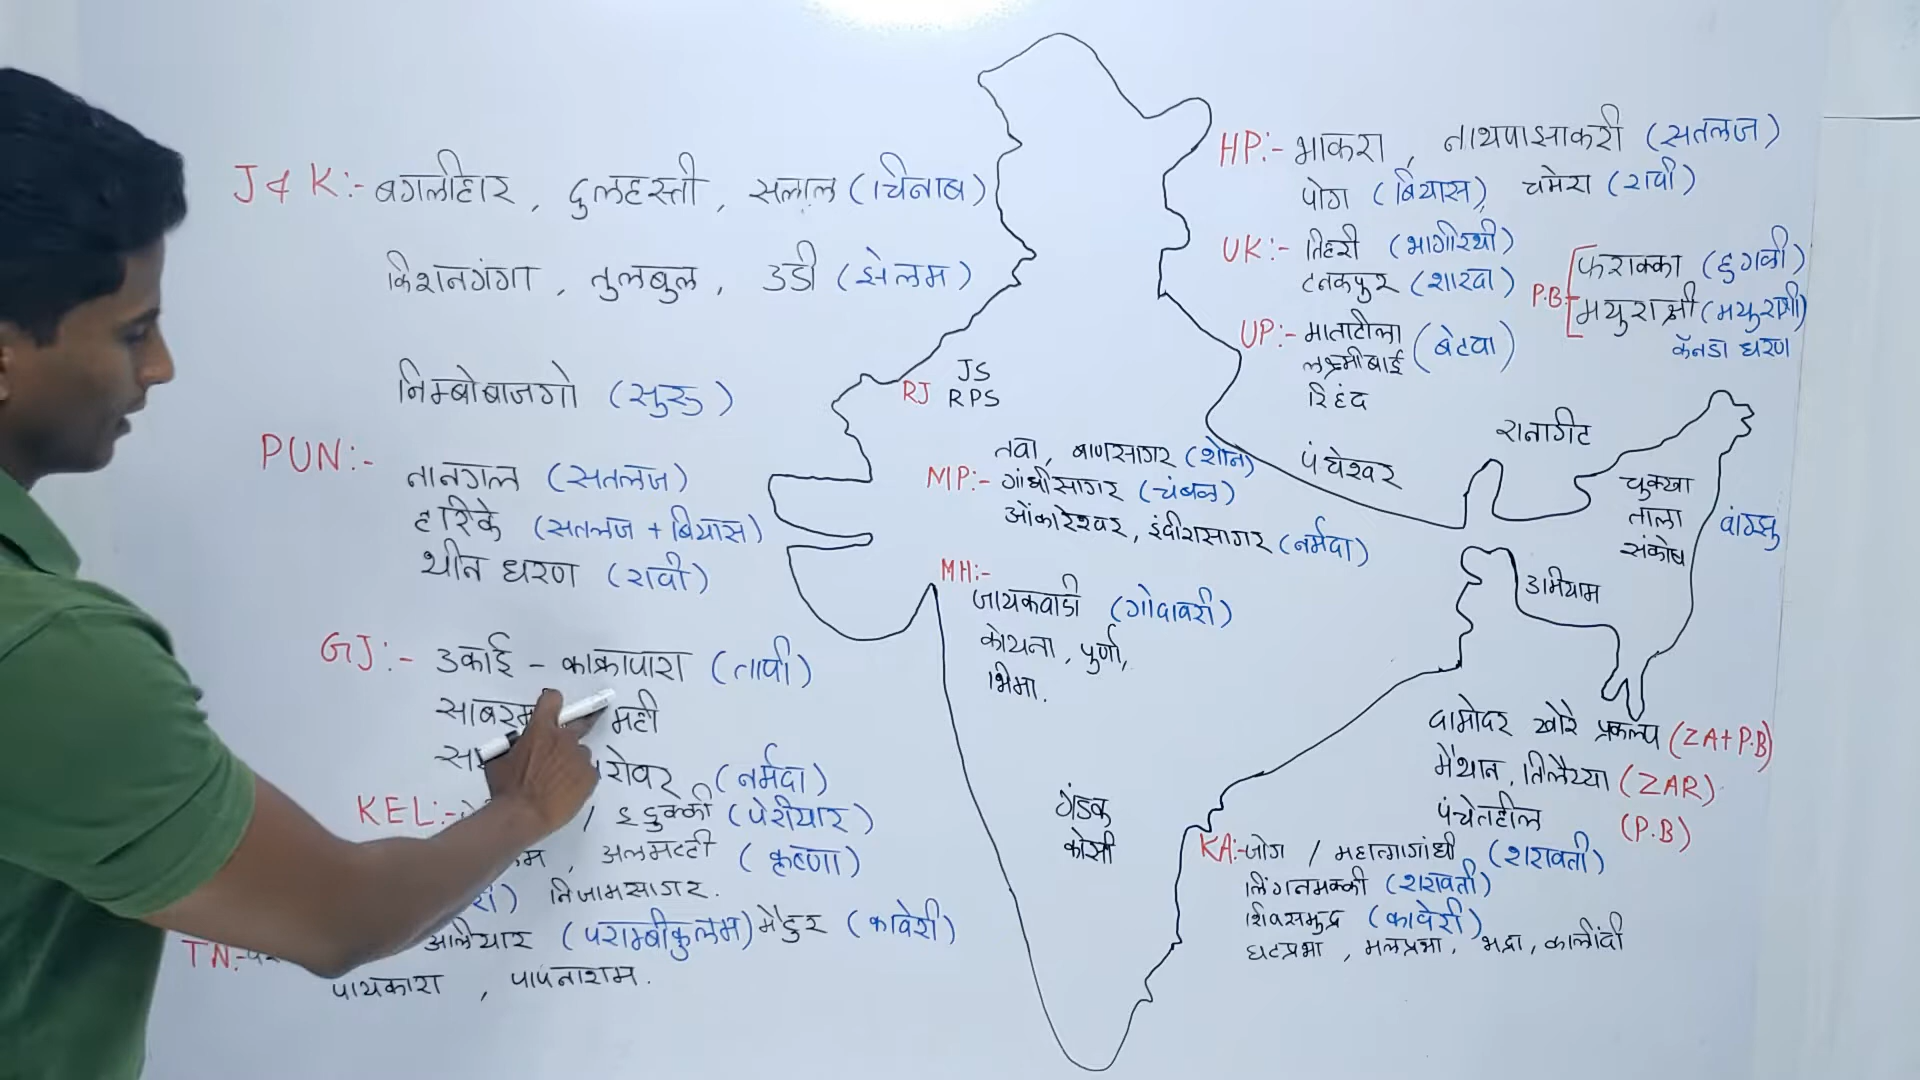 J & K:- बगलीहार , दुलहस्ती , सलाल (चिनाब)
किशनगंगा , तुलबुल , उडी (झेलम)
निम्बोबाजगो (सुरु)
PUN:-
नानगल (सतलज)
हरिके (सतलज + बियास)
थीन धरण (रावी)
GJ:- उकाई - काक्रापारा (तापी)
मही
(नर्मदा)
KEL:- / इडुक्की (पेरीयार)
, अलमट्टी (कृष्णा)
निजामसागर.
TN:-
आलियार (पराम्बीकुलम) मैटुर (कावेरी)
पायकारा , पापनाशम.
RJ JS
RPS
तवा, बाणसागर (शोन)
MP:- गांधीसागर (चंबळ)
ओंकारेश्वर, इंदीरासागर (नर्मदा)
MH:-
जायकवाडी (गोदावरी)
कोयना , पुर्णा,
भिमा.
गंडक
कोसी
HP:- भाकरा , नाथपाझाकरी (सतलज)
पोंग (बियास), चमेरा (रावी)
UK:- तिहरी (भागीरथी)
टनकपुर (शारदा)
P.B:- फराक्का (हुगळी)
मयुराक्षी (मयुराक्षी)
कॅनडा धरण
UP:- माताटीला
लक्ष्मीबाई (बेटवा)
रिहंद
पंचेश्वर
रानागीट
चुक्खा
ताला
संकोष
वांग्छु
उमियाम
दामोदर खोरे प्रकल्प (ZA+P.B)
मैथान, तिलैय्या (ZAR)
पंचेतहील (P.B)
KA:- जोग / महात्मागांधी (शरावती)
लिंगनमक्की (शरावती)
शिवसमुद्र (कावेरी)
घटप्रभा , मलप्रभा, भद्रा, कालींदी